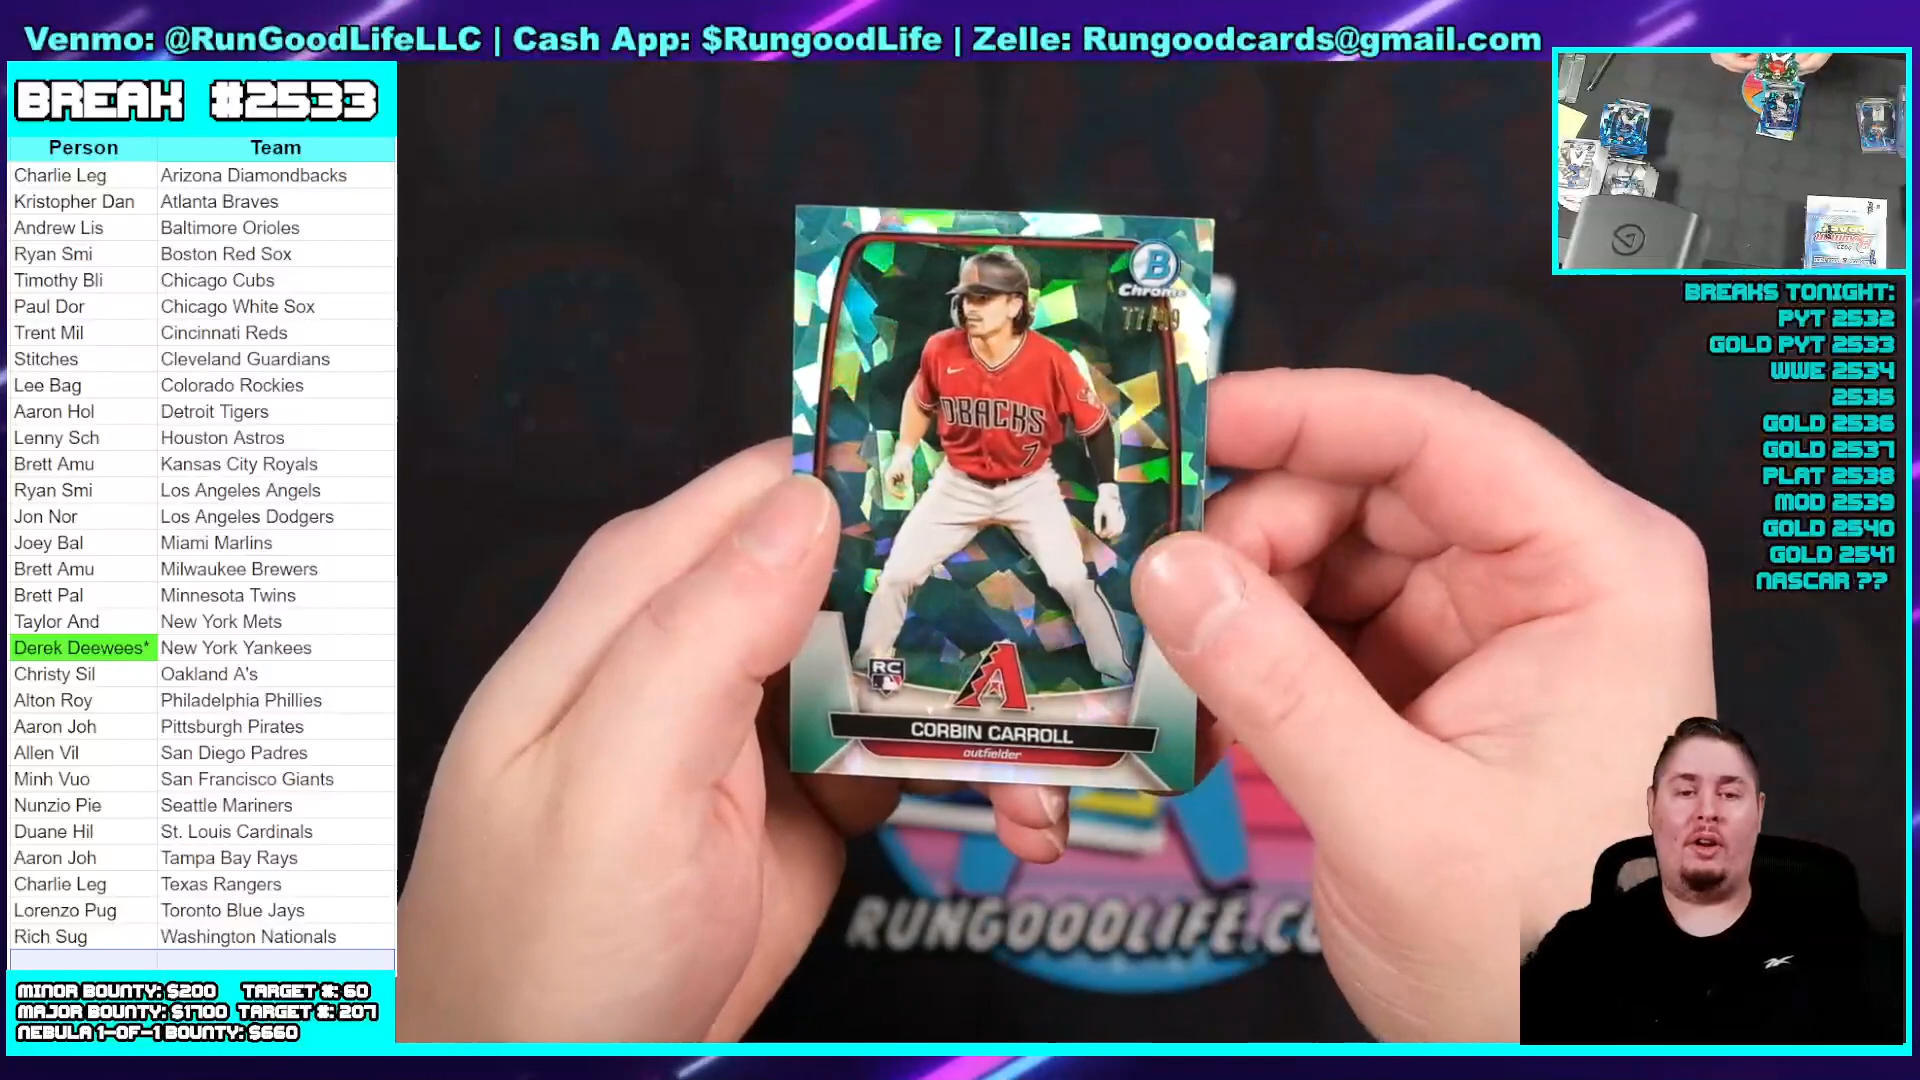 Venmo: @RunGoodLifeLLC | Cash App: $RungoodLife | Zelle: Rungoodcards@gmail.com
BREAK #2533
Person Team
Charlie Leg Arizona Diamondbacks
Kristopher Dan Atlanta Braves
Andrew Lis Baltimore Orioles
Ryan Smi Boston Red Sox
Timothy Bli Chicago Cubs
Paul Dor Chicago White Sox
Trent Mil Cincinnati Reds
Stitches Cleveland Guardians
Lee Bag Colorado Rockies
Aaron Hol Detroit Tigers
Lenny Sch Houston Astros
Brett Amu Kansas City Royals
Ryan Smi Los Angeles Angels
Jon Nor Los Angeles Dodgers
Joey Bal Miami Marlins
Brett Amu Milwaukee Brewers
Brett Pal Minnesota Twins
Taylor And New York Mets
Derek Deewees* New York Yankees
Christy Sil Oakland A's
Alton Roy Philadelphia Phillies
Aaron Joh Pittsburgh Pirates
Allen Vil San Diego Padres
Minh Vuo San Francisco Giants
Nunzio Pie Seattle Mariners
Duane Hil St. Louis Cardinals
Aaron Joh Tampa Bay Rays
Charlie Leg Texas Rangers
Lorenzo Pug Toronto Blue Jays
Rich Sug Washington Nationals
MINOR BOUNTY: $200 TARGET #: 60
MAJOR BOUNTY: $1700 TARGET #: 207
NEBULA 1-OF-1 BOUNTY: $660
B
Chrome
77/99
DBACKS
7
RC
A
CORBIN CARROLL
outfielder
RUNGOODLIFE.CO
BREAKS TONIGHT:
PYT 2532
GOLD PYT 2533
WWE 2534
2535
GOLD 2536
GOLD 2537
PLAT 2538
MOD 2539
GOLD 2540
GOLD 2541
NASCAR ??